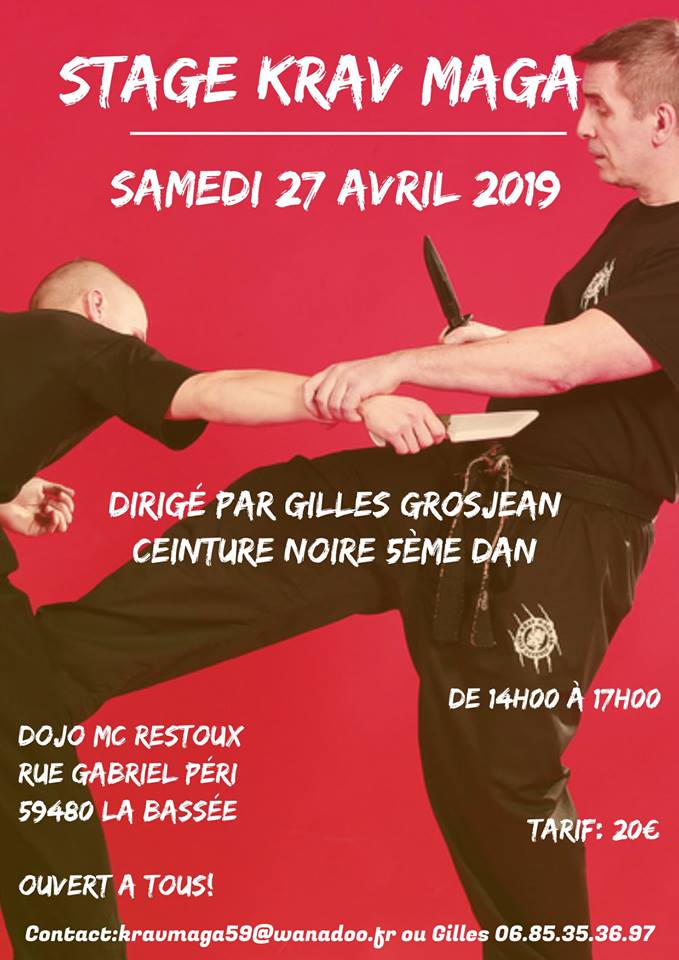 STAGE KRAV MAGA
SAMEDI 27 AVRIL 2019
DIRIGÉ PAR GILLES GROSJEAN
CEINTURE NOIRE 5ÈME DAN
DE 14H00 À 17H00
DOJO MC RESTOUX
RUE GABRIEL PÉRI
59480 LA BASSÉE
TARIF: 20€
OUVERT A TOUS!
Contact:kravmaga59@wanadoo.fr ou Gilles 06.85.35.36.97